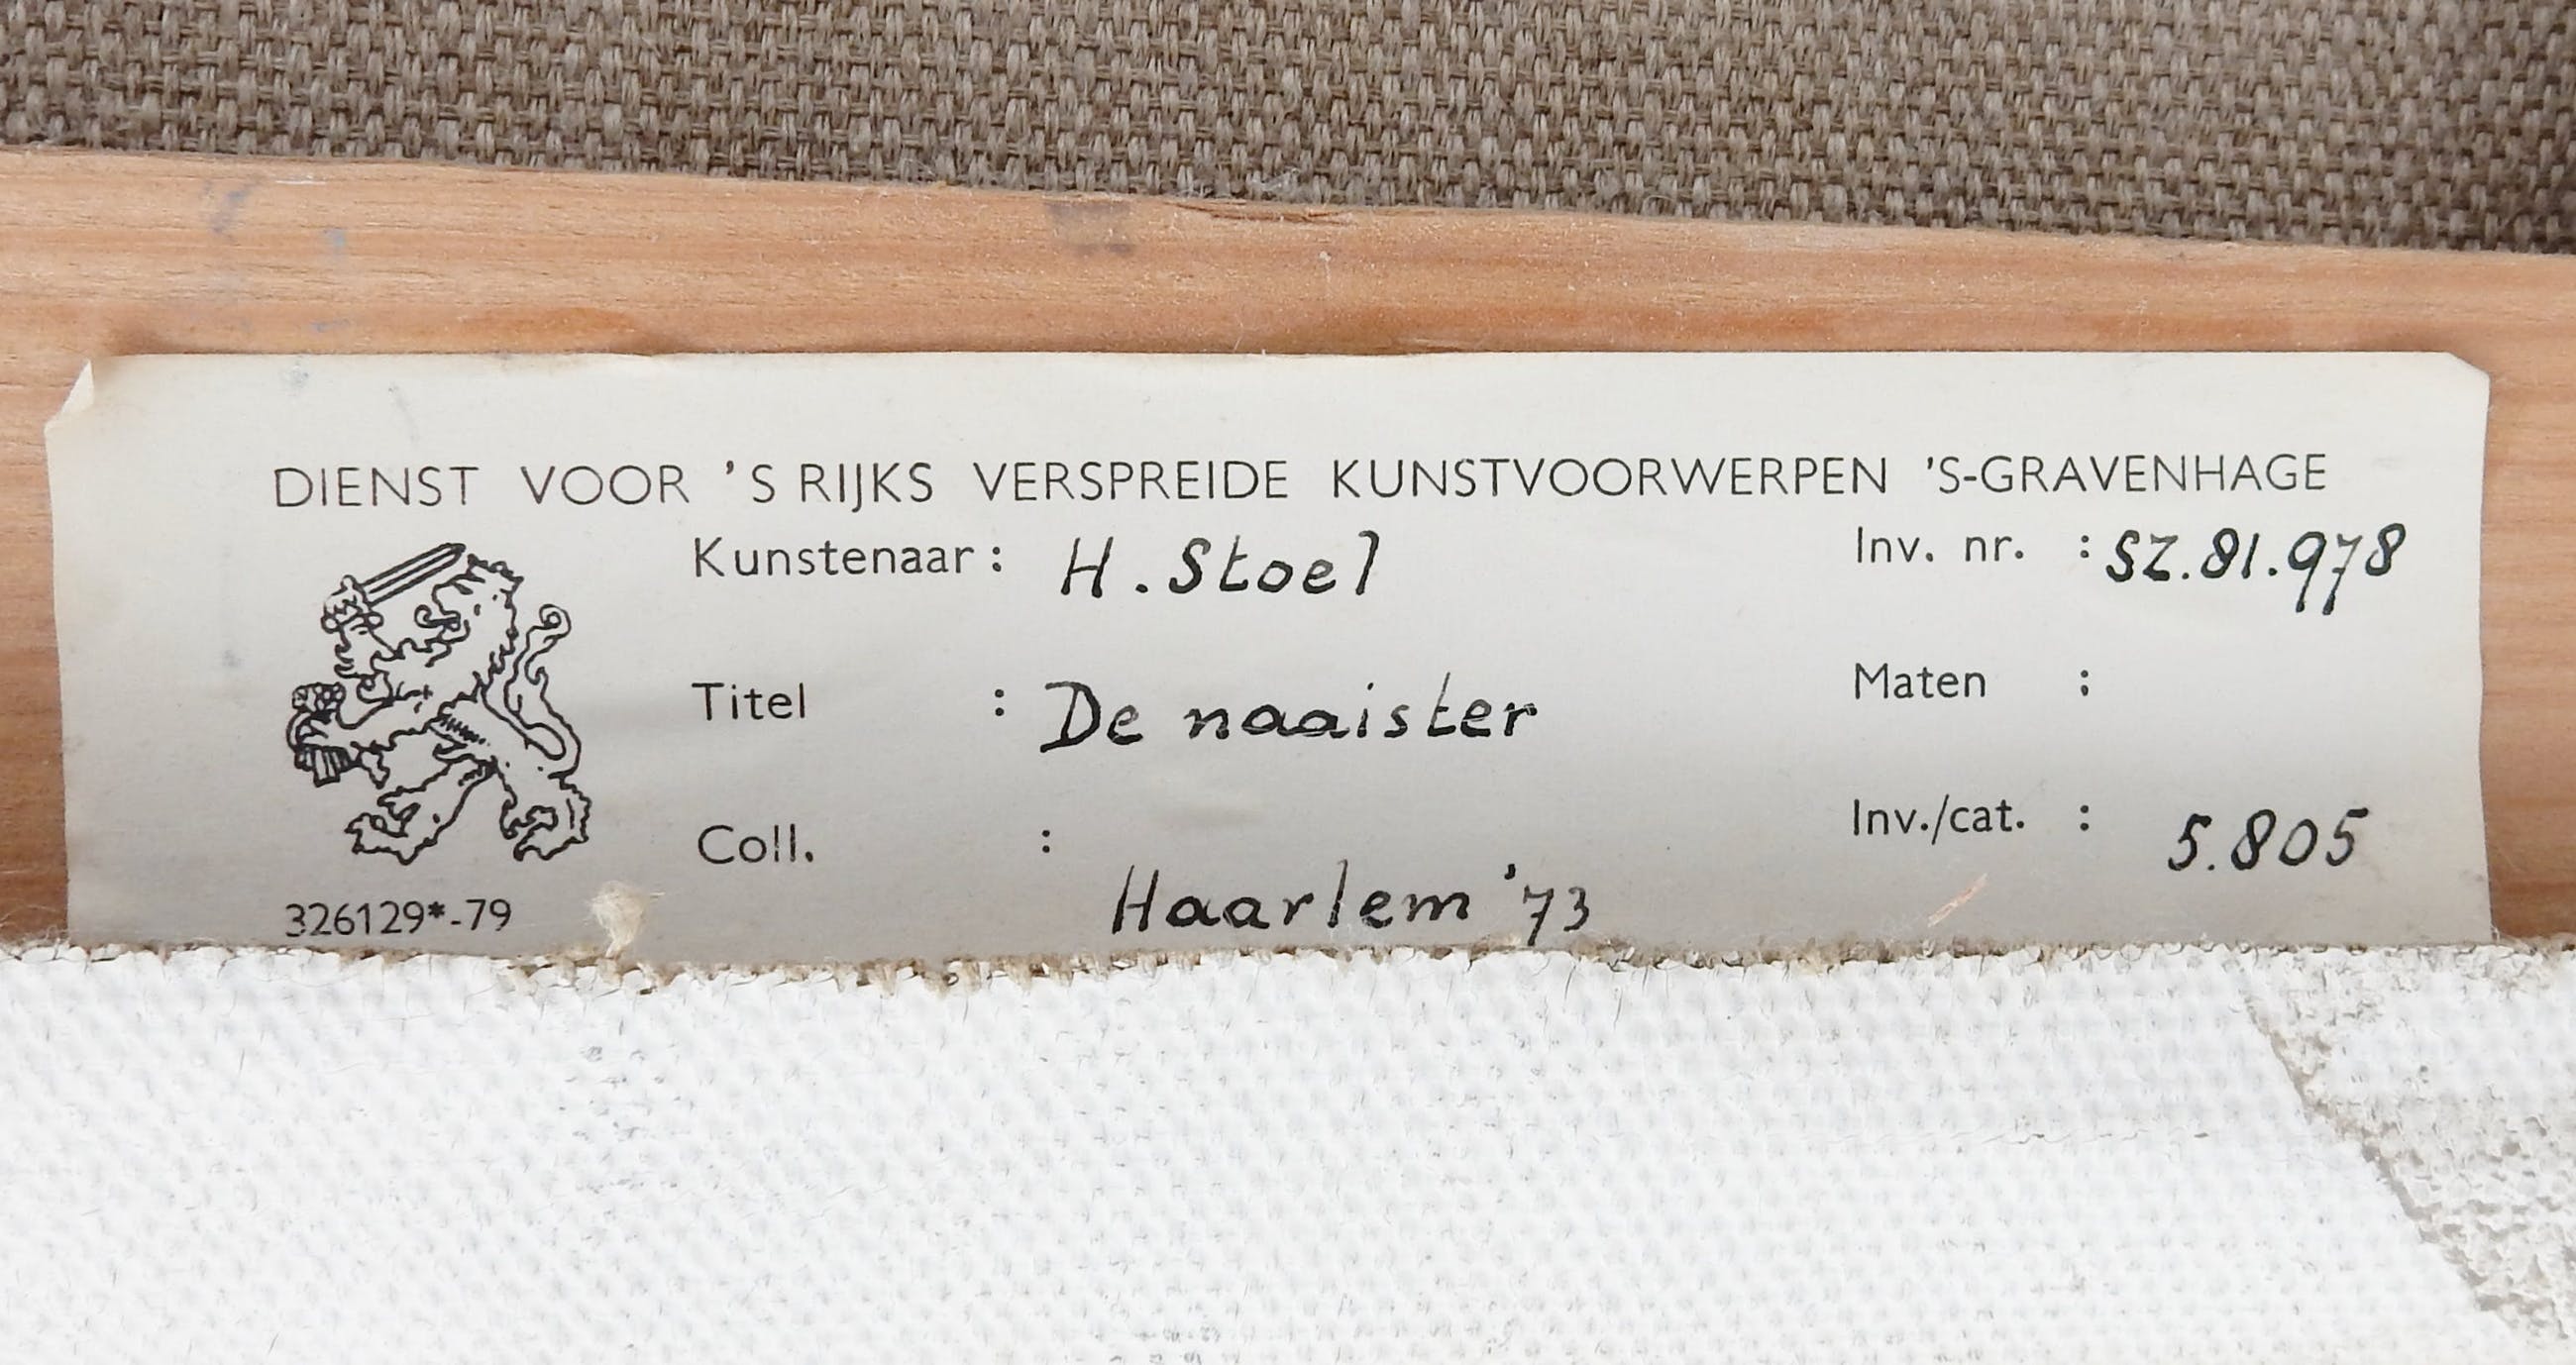 DIENST VOOR 'S RIJKS VERSPREIDE KUNSTVOORWERPEN 'S-GRAVENHAGE
Kunstenaar: H. Stoel Inv. nr. : SZ.81.978
Titel : De naaister Maten :
Coll. : Inv./cat. : 5.805
Haarlem '73
326129*-79